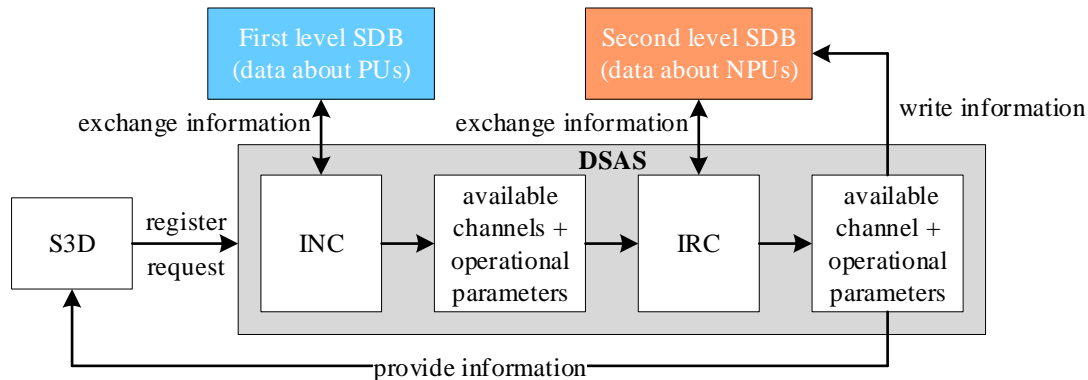 First level SDB
(data about PUs)
Second level SDB
(data about NPUs)
exchange information
exchange information
write information
DSAS
S3D
register
request
INC
available
channels +
operational
parameters
IRC
available
channel +
operational
parameters
provide information